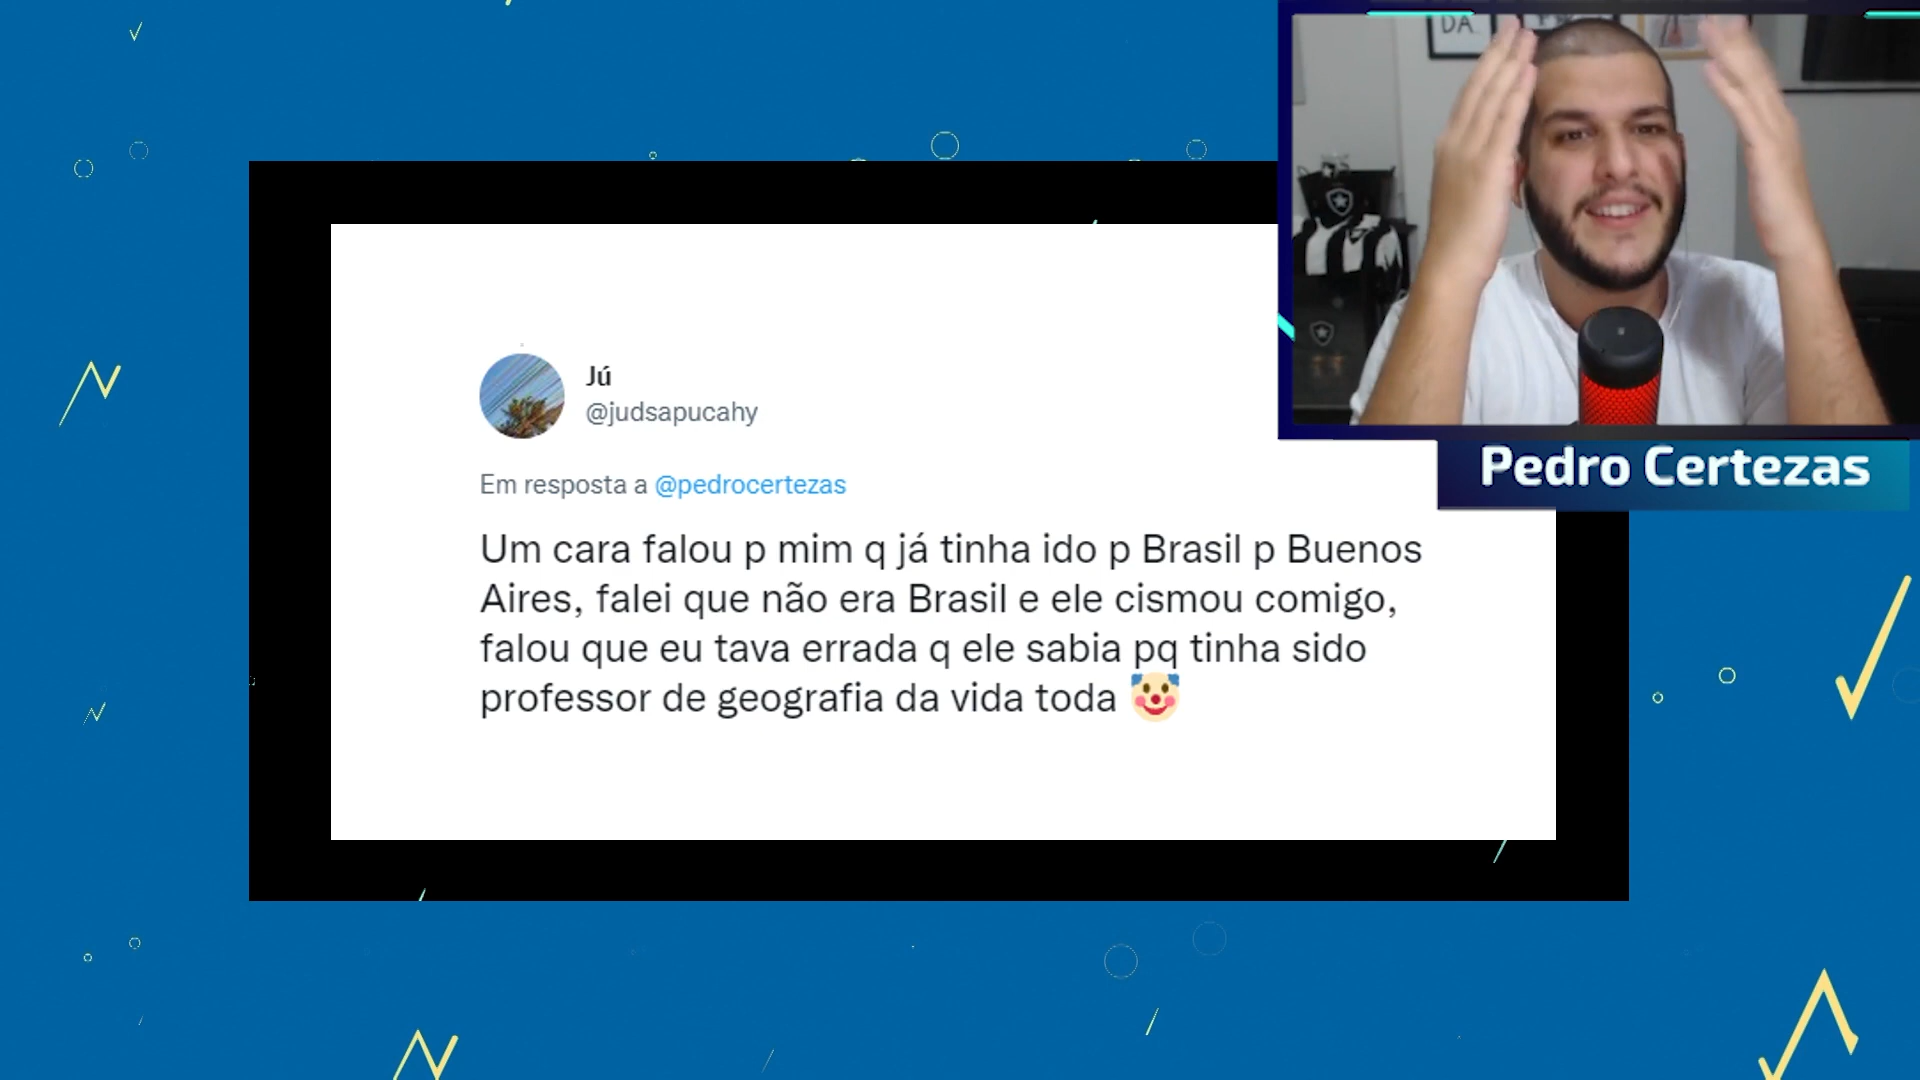 DA
Jú
@judsapucahy
Em resposta a @pedrocertezas
Um cara falou p mim q já tinha ido p Brasil p Buenos
Aires, falei que não era Brasil e ele cismou comigo,
falou que eu tava errada q ele sabia pq tinha sido
professor de geografia da vida toda 🤡
Pedro Certezas